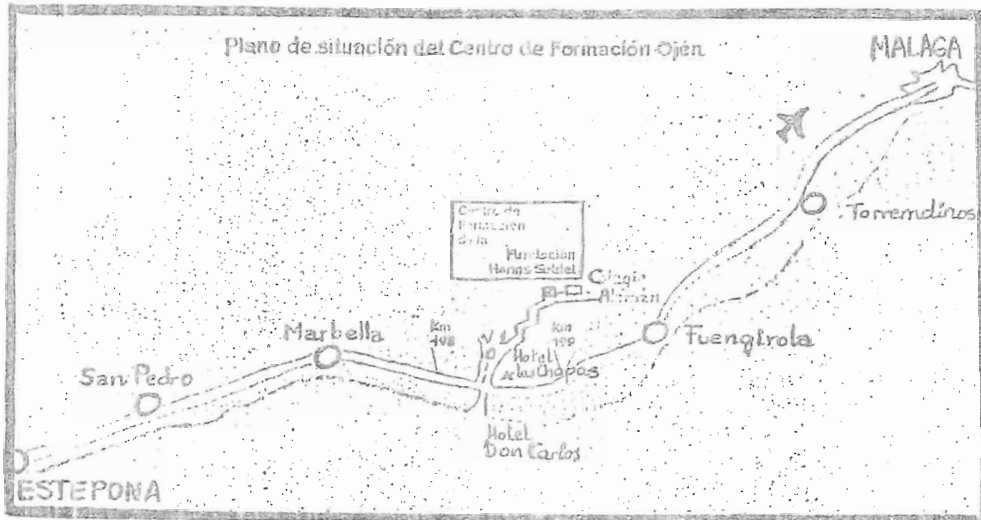 Plano de situación del Centro de Formación Ojén
MALAGA
Torremolinos
Centro de
Formación
de la
Fundación
Hanns Seidel
Colegio
Alemán
Marbella
Km
198
Km
199
Fuengirola
Hotel
de las Chapas
San Pedro
Hotel
Don Carlos
ESTEPONA